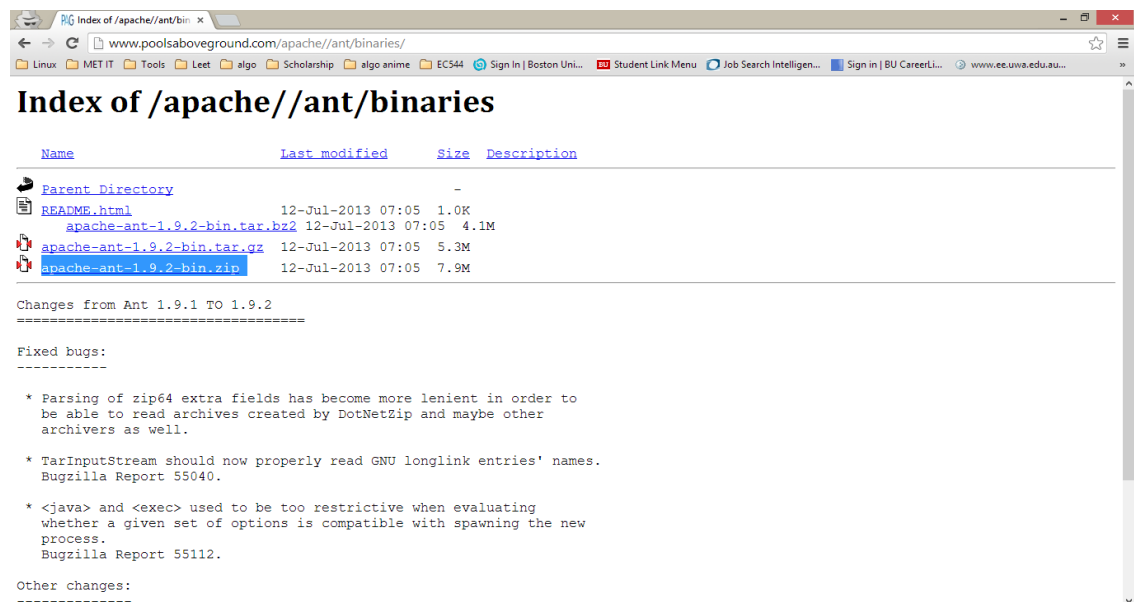 Index of /apache//ant/bin
www.poolsaboveground.com/apache//ant/binaries/
Linux MET IT Tools Leet algo Scholarship algo anime EC544 Sign In | Boston Uni... BU Student Link Menu Job Search Intelligen... Sign in | BU CareerLi... www.ee.uwa.edu.au... »
Index of /apache//ant/binaries
Name Last modified Size Description
Parent Directory -
README.html 12-Jul-2013 07:05 1.0K
apache-ant-1.9.2-bin.tar.bz2 12-Jul-2013 07:05 4.1M
apache-ant-1.9.2-bin.tar.gz 12-Jul-2013 07:05 5.3M
apache-ant-1.9.2-bin.zip 12-Jul-2013 07:05 7.9M
Changes from Ant 1.9.1 TO 1.9.2
===================================
Fixed bugs:
-----------
* Parsing of zip64 extra fields has become more lenient in order to
be able to read archives created by DotNetZip and maybe other
archivers as well.
* TarInputStream should now properly read GNU longlink entries' names.
Bugzilla Report 55040.
* <java> and <exec> used to be too restrictive when evaluating
whether a given set of options is compatible with spawning the new
process.
Bugzilla Report 55112.
Other changes:
--------------